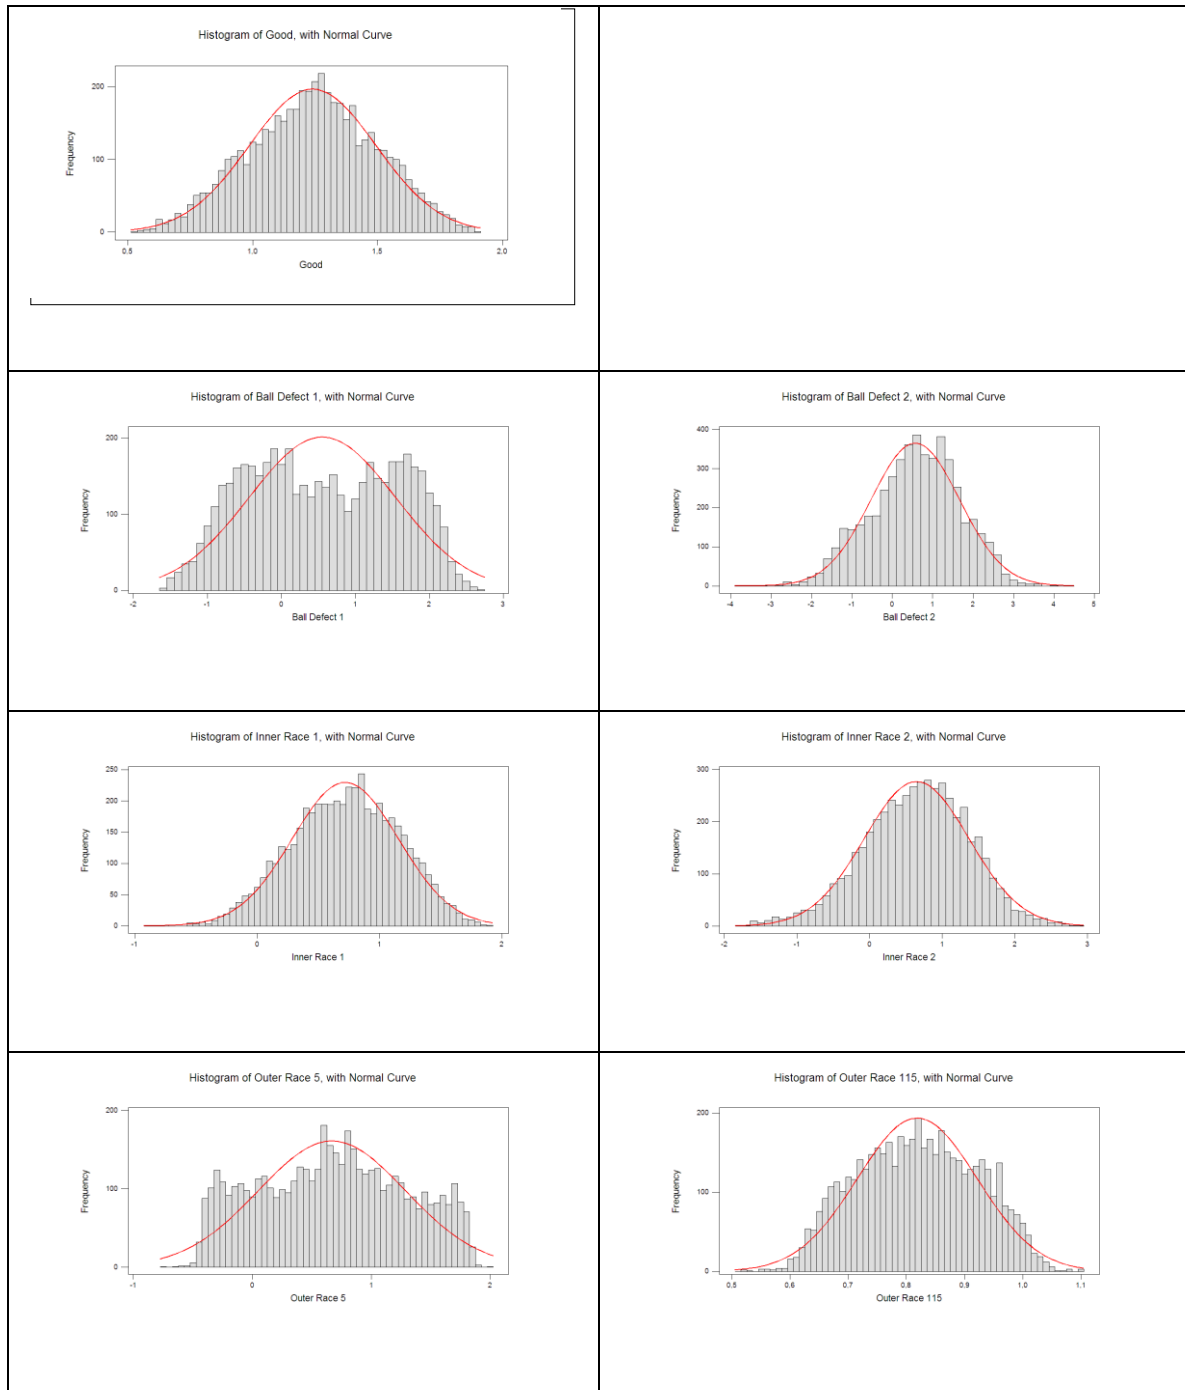 Histogram of Good, with Normal Curve
200
100
0
Frequency
0,5 1,0 1,5 2,0
Good
Histogram of Ball Defect 1, with Normal Curve
200
100
0
Frequency
-2 -1 0 1 2 3
Ball Defect 1
Histogram of Ball Defect 2, with Normal Curve
400
300
200
100
0
Frequency
-4 -3 -2 -1 0 1 2 3 4 5
Ball Defect 2
Histogram of Inner Race 1, with Normal Curve
250
200
150
100
50
0
Frequency
-1 0 1 2
Inner Race 1
Histogram of Inner Race 2, with Normal Curve
300
200
100
0
Frequency
-2 -1 0 1 2 3
Inner Race 2
Histogram of Outer Race 5, with Normal Curve
200
100
0
Frequency
-1 0 1 2
Outer Race 5
Histogram of Outer Race 115, with Normal Curve
200
100
0
Frequency
0,5 0,6 0,7 0,8 0,9 1,0 1,1
Outer Race 115